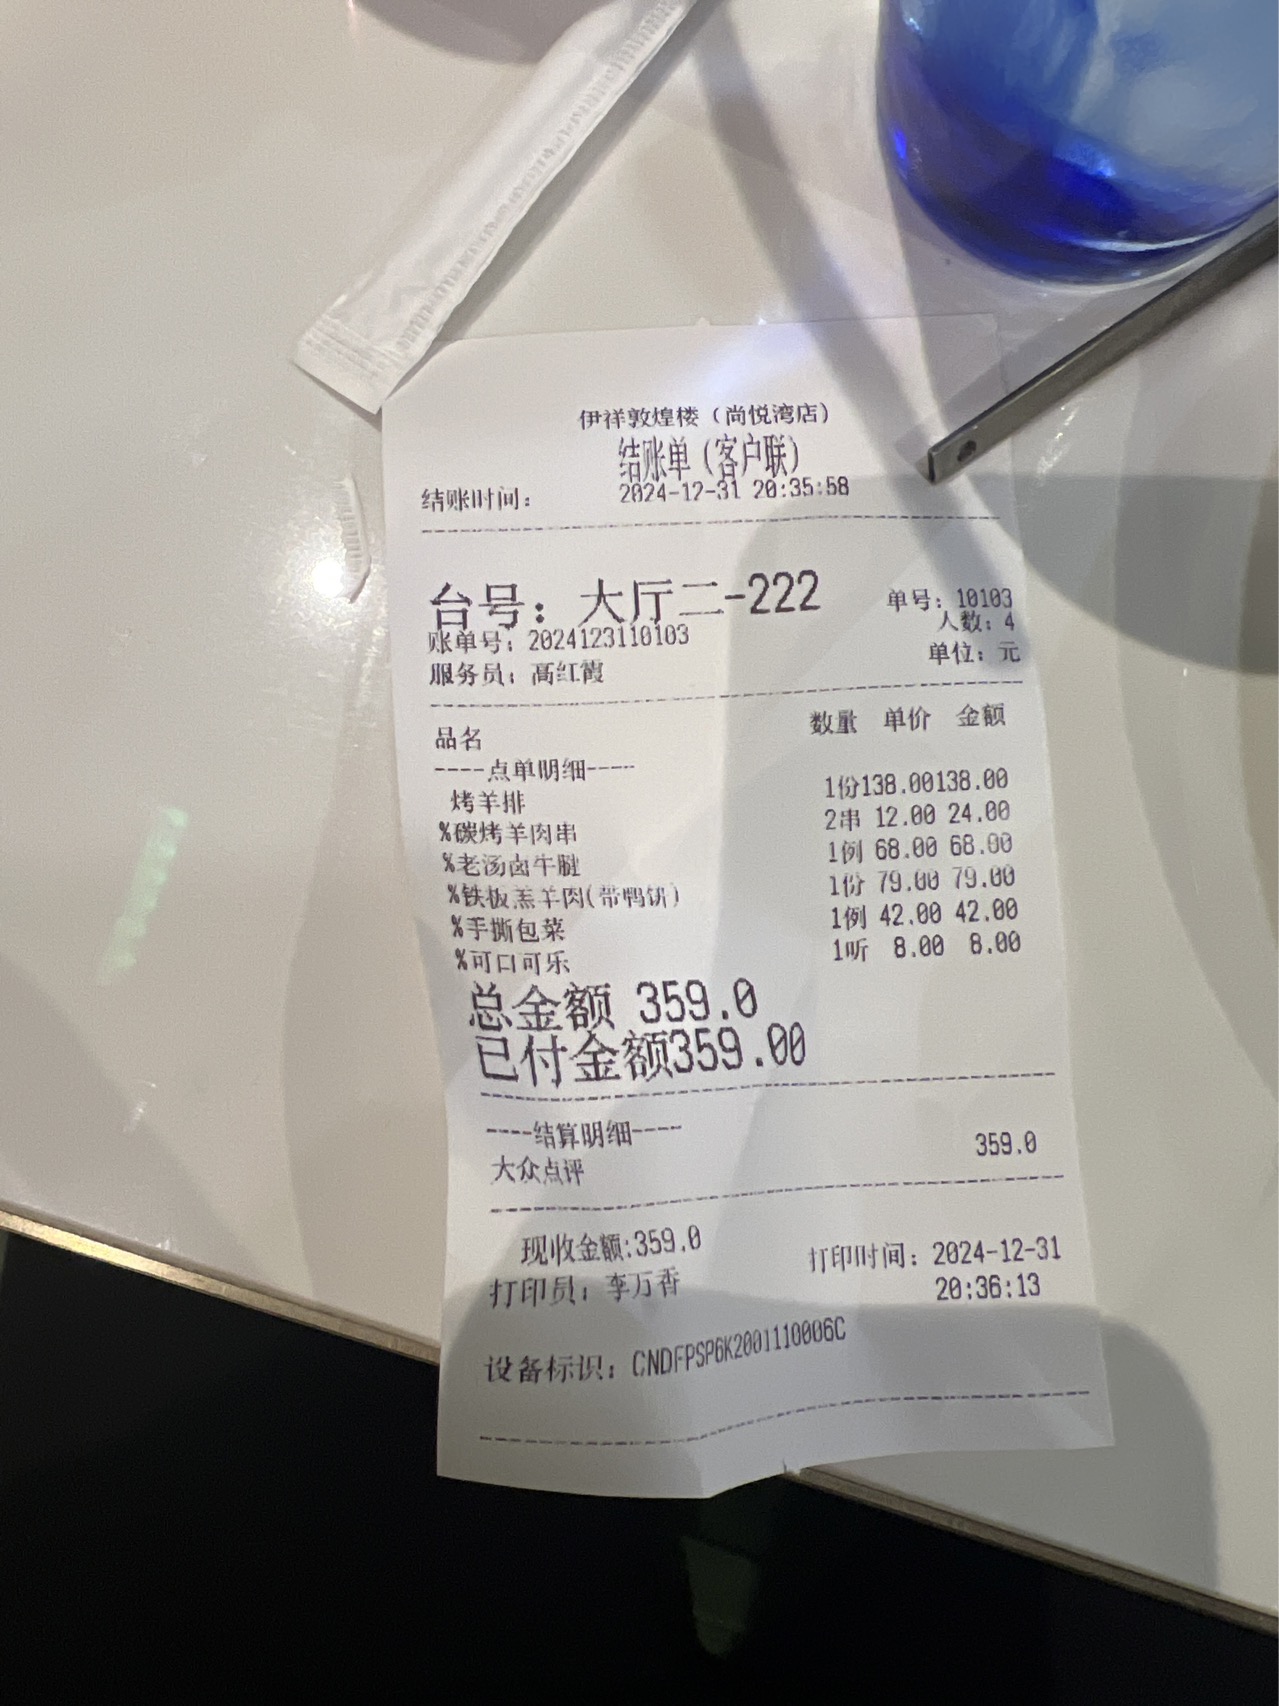 伊祥敦煌楼（尚悦湾店）
结账单（客户联）
结账时间： 2024-12-31 20:35:58
台号：大厅二-222 单号：10103
人数：4
账单号：2024123110103
单位：元
服务员：高红霞
品名 数量 单价 金额
----点单明细----
烤羊排 1份138.00138.00
%碳烤羊肉串 2串 12.00 24.00
%老汤卤牛腱 1例 68.00 68.00
%铁板羔羊肉(带鸭饼) 1份 79.00 79.00
%手撕包菜 1例 42.00 42.00
%可口可乐 1听 8.00 8.00
总金额 359.0
已付金额359.00
----结算明细----
大众点评 359.0
现收金额:359.0
打印员：李万香 打印时间：2024-12-31
20:36:13
设备标识：CNDFPSP6K2001110006C